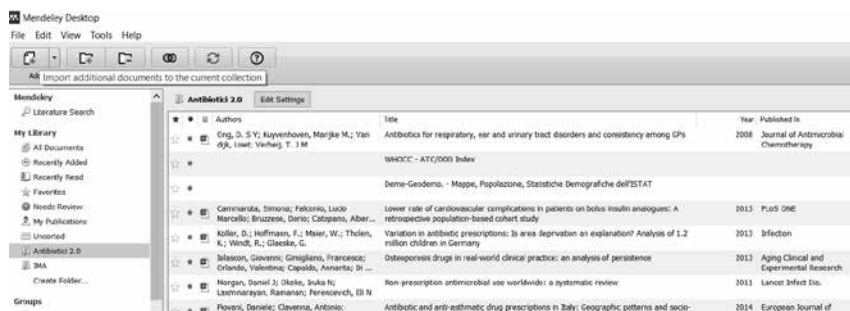 Mendeley Desktop
File Edit View Tools Help
Import additional documents to the current collection
Mendeley
Literature Search
My Library
All Documents
Recently Added
Recently Read
Favorites
Needs Review
My Publications
Unsorted
Antibiotici 2.0
IMA
Create Folder...
Groups
Antibiotici 2.0 Edit Settings
Authors Title Year Published In
Ong, D. S Y; Kuyvenhoven, Marijke M.; Van Antibiotics for respiratory, ear and urinary tract disorders and consistency among GPs 2008 Journal of Antimicrobial
dijk, Liset; Verheij, T. J M Chemotherapy
WHOCC - ATC/DDD Index
Demo-Geodemo. - Mappe, Popolazione, Statistiche Demografiche dell'ISTAT
Cammarota, Simona; Falconio, Lucio Lower rate of cardiovascular complications in patients on bolus insulin analogues: A 2013 PLoS ONE
Marcello; Bruzzese, Dario; Catapano, Alber... retrospective population-based cohort study
Koller, D.; Hoffmann, F.; Maier, W.; Tholen, Variation in antibiotic prescriptions: Is area deprivation an explanation? Analysis of 1.2 2013 Infection
K.; Windt, R.; Glaeske, G. million children in Germany
Iolascon, Giovanni; Gimigliano, Francesca; Osteoporosis drugs in real-world clinical practice: an analysis of persistence 2013 Aging Clinical and
Orlando, Valentina; Capaldo, Annarita; Di ... Experimental Research
Morgan, Daniel J; Okeke, Iruka N; Non-prescription antimicrobial use worldwide: a systematic review 2011 Lancet Infect Dis.
Laxminarayan, Ramanan; Perencevich, Eli N
Piovani, Daniele; Clavenna, Antonio; Antibiotic and anti-asthmatic drug prescriptions in Italy: Geographic patterns and socio- 2014 European Journal of